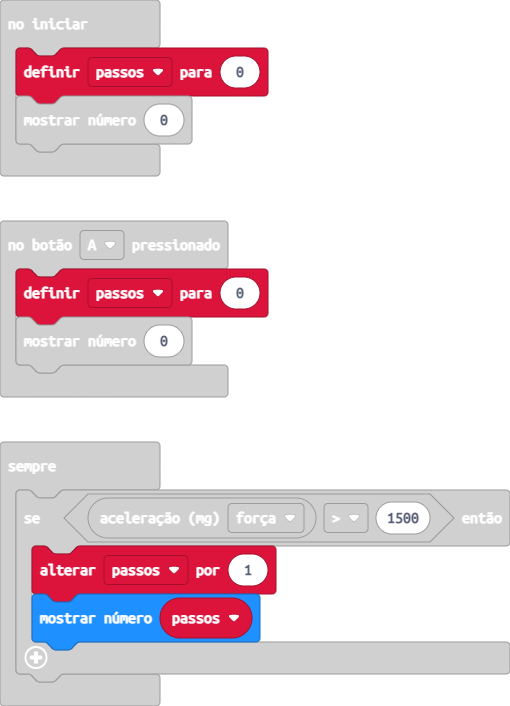 no iniciar
definir passos para 0
mostrar número 0
no botão A pressionado
definir passos para 0
mostrar número 0
sempre
se aceleração (mg) força > 1500 então
alterar passos por 1
mostrar número passos